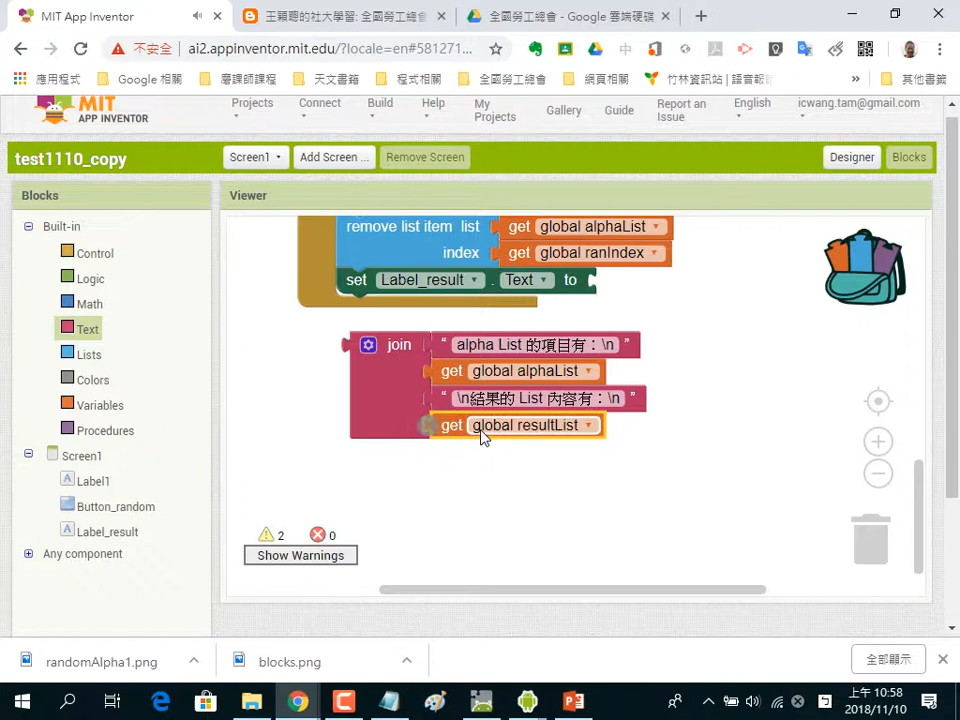 MIT App Inventor
王穎聰的社大學習: 全國勞工總會
全國勞工總會 - Google 雲端硬碟
不安全
ai2.appinventor.mit.edu/?locale=en#581271...
應用程式
Google 相關
磨課師課程
天文書籍
程式相關
全國勞工總會
網頁相關
竹林資訊站 | 語音報
»
其他書籤
MIT
APP INVENTOR
Projects
Connect
Build
Help
My Projects
Gallery
Guide
Report an Issue
English
icwang.tam@gmail.com
test1110_copy
Screen1
Add Screen ...
Remove Screen
Designer
Blocks
Blocks
Viewer
Built-in
Control
Logic
Math
Text
Lists
Colors
Variables
Procedures
Screen1
Label1
Button_random
Label_result
Any component
remove list item list
get global alphaList
index
get global ranIndex
set Label_result . Text to
join
“ alpha List 的項目有：\n ”
get global alphaList
“ \n結果的 List 內容有：\n ”
get global resultList
2
0
Show Warnings
randomAlpha1.png
blocks.png
全部顯示
上午 10:58
2018/11/10